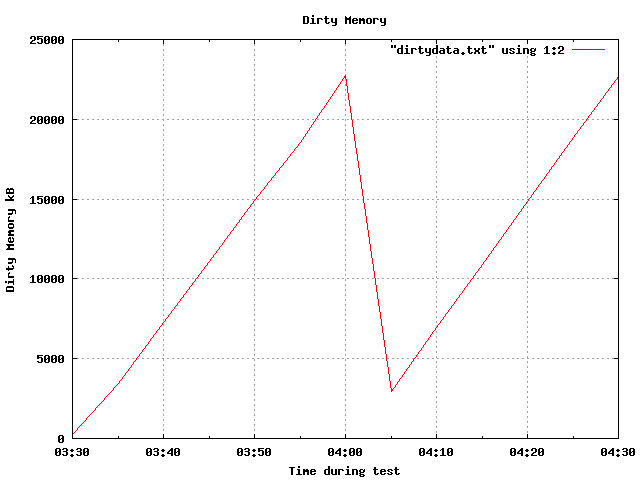 Dirty Memory
"dirtydata.txt" using 1:2
25000
20000
15000
10000
5000
0
Dirty Memory kB
03:30 03:40 03:50 04:00 04:10 04:20 04:30
Time during test